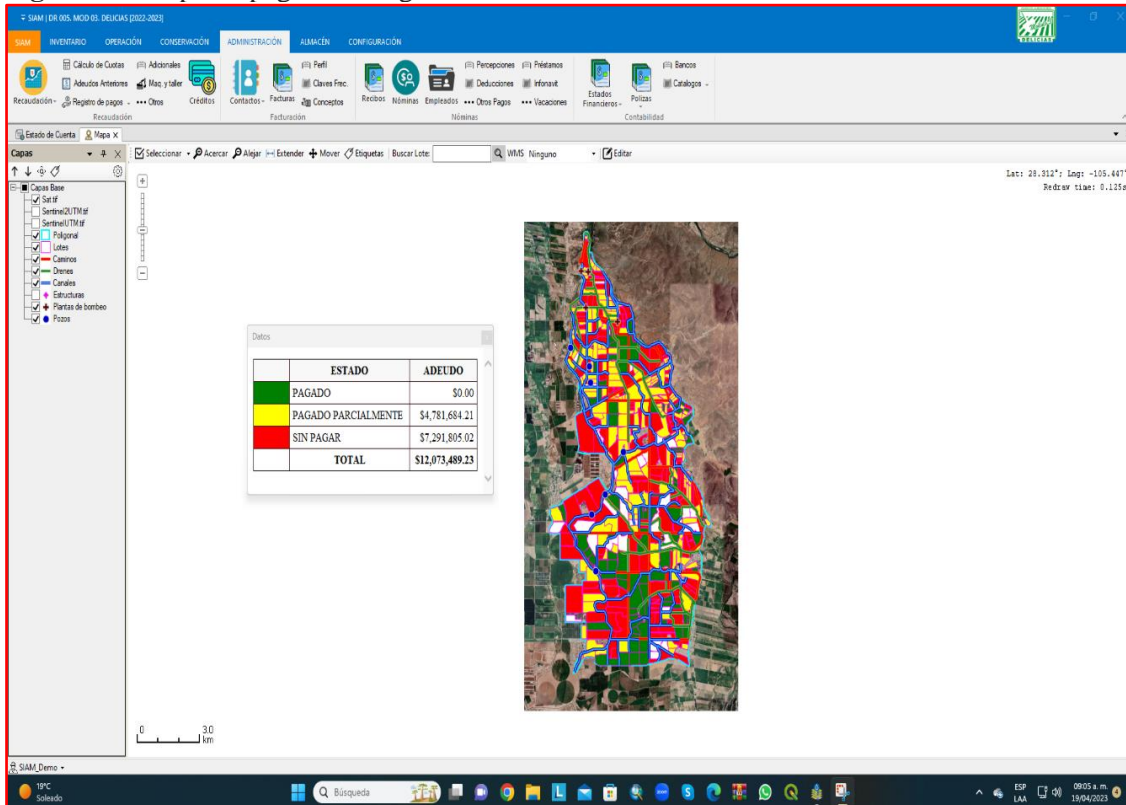 SIAM | DR 005. MOD 03. DELICIAS [2022-2023]
DELICIAS
SIAM INVENTARIO OPERACIÓN CONSERVACIÓN ADMINISTRACIÓN ALMACÉN CONFIGURACIÓN
Recaudación
Cálculo de Cuotas
Adeudos Anteriores
Registro de pagos
Adicionales
Maq. y taller
Otros
Créditos
Recaudación
Contactos
Facturas
Perfil
Claves Frec.
Conceptos
Facturación
Recibos
Nóminas
Empleados
Percepciones
Deducciones
Otros Pagos
Préstamos
Infonavit
Vacaciones
Nóminas
Estados Financieros
Polizas
Bancos
Catalogos
Contabilidad
Estado de Cuenta Mapa X
Capas
Seleccionar Acercar Alejar Extender Mover Etiquetas Buscar Lote: WMS Ninguno Editar
Lat: 28.312°; Lng: -105.447°
Redraw time: 0.125s
Capas Base
Sat.tif
Sentinel2UTM.tif
SentinelUTM.tif
Poligonal
Lotes
Caminos
Drenes
Canales
Estructuras
Plantas de bombeo
Pozos
Datos
ESTADO ADEUDO
PAGADO $0.00
PAGADO PARCIALMENTE $4,781,684.21
SIN PAGAR $7,291,805.02
TOTAL $12,073,489.23
0 3.0
km
SIAM_Demo
19°C
Soleado
Búsqueda
ESP
LAA
09:05 a. m.
19/04/2023